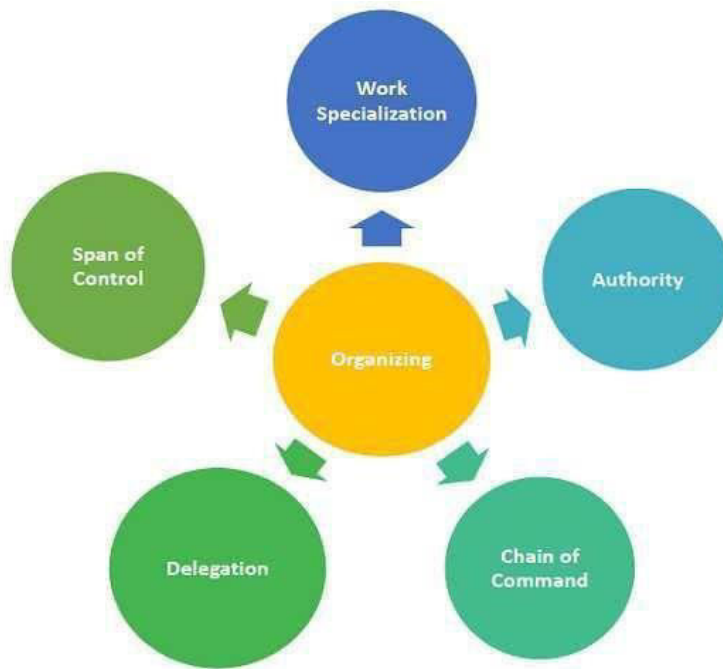 Work
Specialization
Span of
Control
Authority
Organizing
Delegation
Chain of
Command